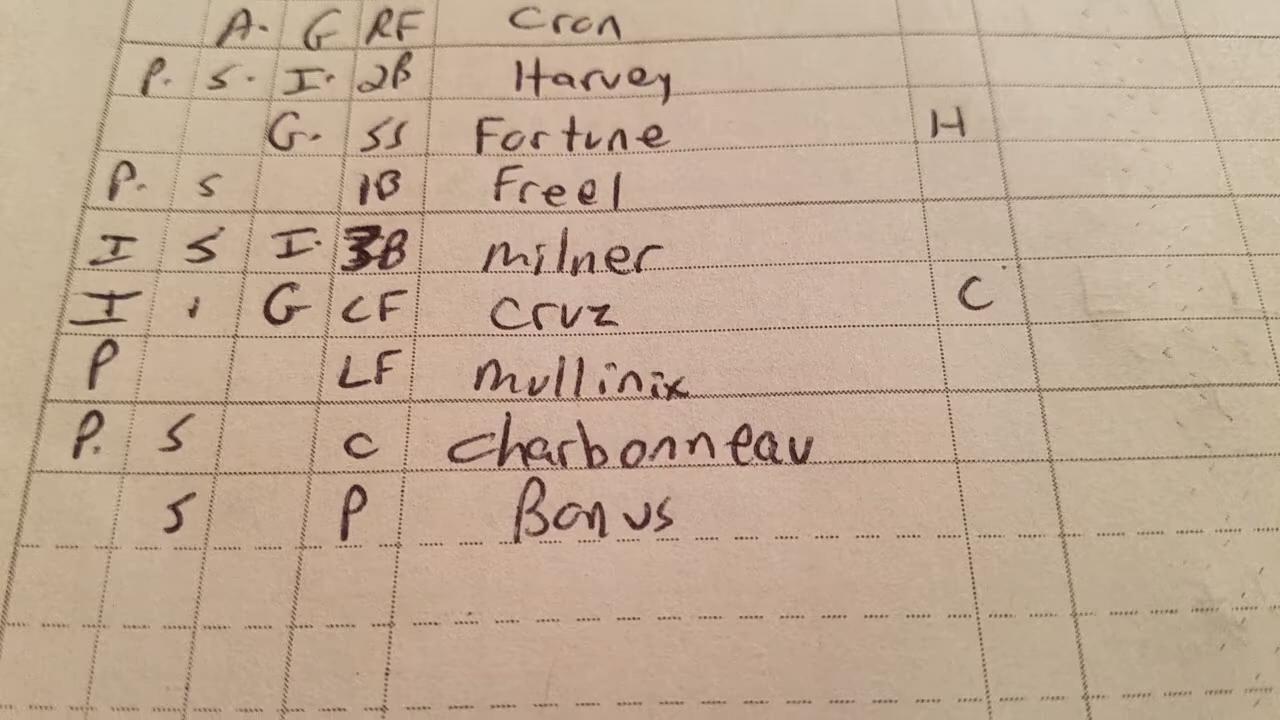 A. G RF Cron
P. S. I. 2B Harvey
G. SS Fortune H
P. S 1B Freel
I S I. 3B Milner
I G CF Cruz C
P LF Mullinix
P. S C Charbonneau
S P Bonus